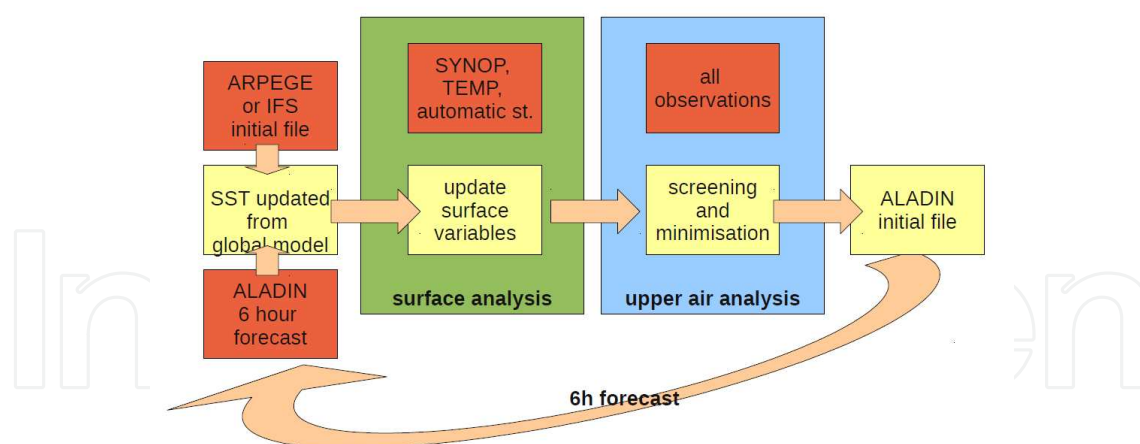 ARPEGE
or IFS
initial file
SST updated
from
global model
ALADIN
6 hour
forecast
SYNOP,
TEMP,
automatic st.
update
surface
variables
surface analysis
all
observations
screening
and
minimisation
upper air analysis
ALADIN
initial file
6h forecast